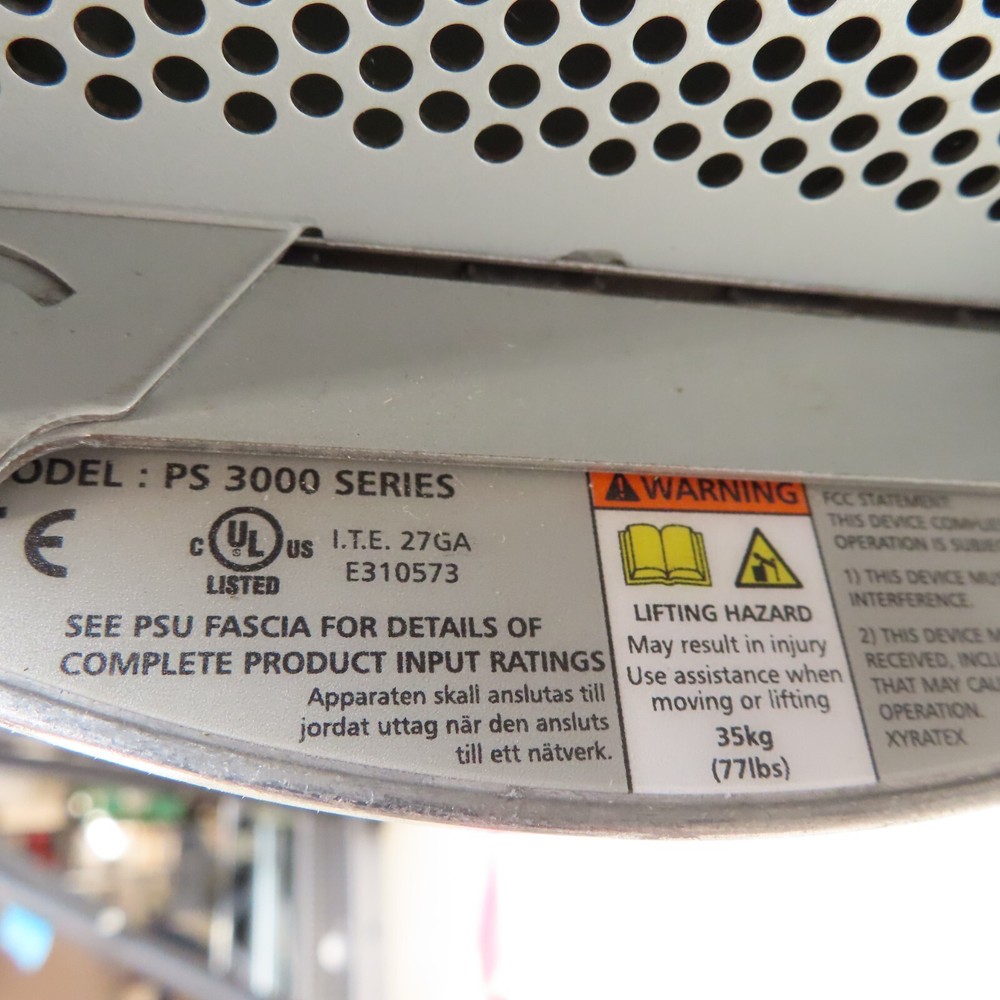 ODEL : PS 3000 SERIES
CE
C UL US
LISTED
I.T.E. 27GA
E310573
SEE PSU FASCIA FOR DETAILS OF
COMPLETE PRODUCT INPUT RATINGS
Apparaten skall anslutas till
jordat uttag när den ansluts
till ett nätverk.
WARNING
LIFTING HAZARD
May result in injury
Use assistance when
moving or lifting
35kg
(77lbs)
FCC STATEMENT
THIS DEVICE COMPLIE
OPERATION IS SUBJE
1) THIS DEVICE MU
INTERFERENCE.
2) THIS DEVICE M
RECEIVED, INCLU
THAT MAY CAU
OPERATION.
XYRATEX